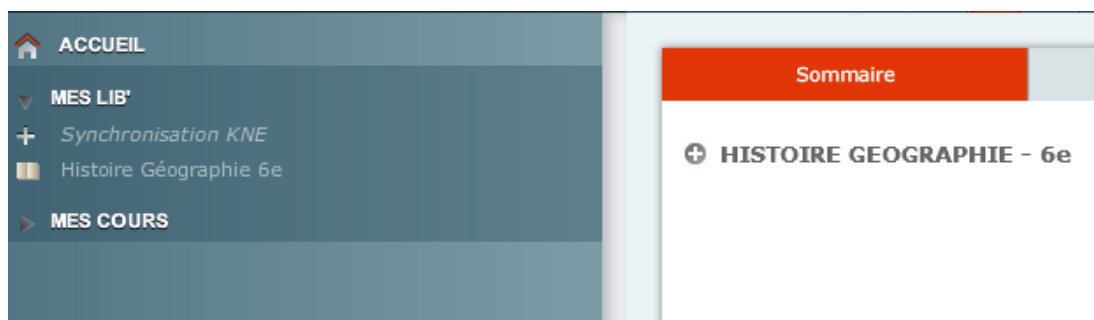 ACCUEIL
MES LIB'
Synchronisation KNE
Histoire Géographie 6e
MES COURS
Sommaire
HISTOIRE GEOGRAPHIE - 6e